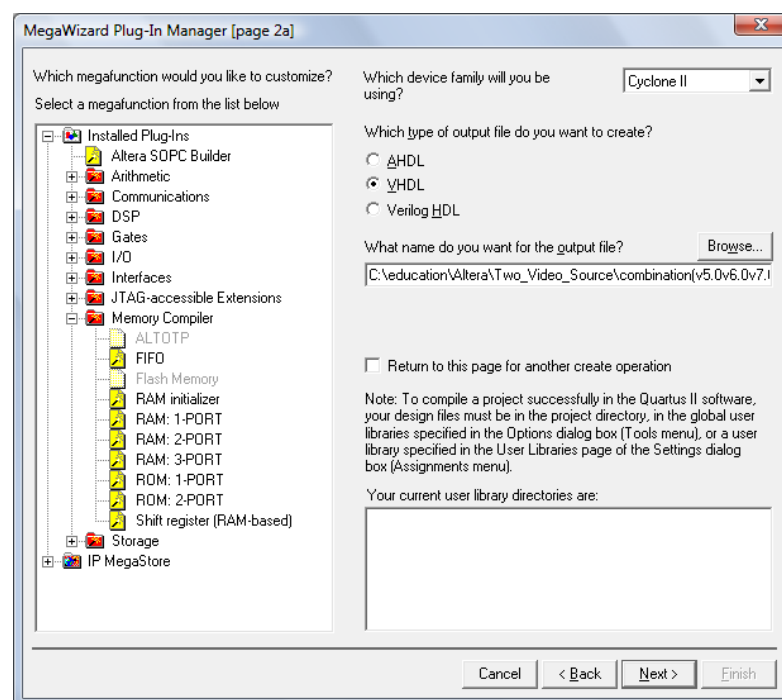 MegaWizard Plug-In Manager [page 2a]
Which megafunction would you like to customize?
Select a megafunction from the list below
Installed Plug-Ins
Altera SOPC Builder
Arithmetic
Communications
DSP
Gates
I/O
Interfaces
JTAG-accessible Extensions
Memory Compiler
ALTOTP
FIFO
Flash Memory
RAM initializer
RAM: 1-PORT
RAM: 2-PORT
RAM: 3-PORT
ROM: 1-PORT
ROM: 2-PORT
Shift register (RAM-based)
Storage
IP MegaStore
Which device family will you be
using?
Cyclone II
Which type of output file do you want to create?
AHDL
VHDL
Verilog HDL
What name do you want for the output file?
Browse...
C:\education\Altera\Two_Video_Source\combination(v5.0v6.0v7.(
Return to this page for another create operation
Note: To compile a project successfully in the Quartus II software,
your design files must be in the project directory, in the global user
libraries specified in the Options dialog box (Tools menu), or a user
library specified in the User Libraries page of the Settings dialog
box (Assignments menu).
Your current user library directories are:
Cancel
< Back
Next >
Finish